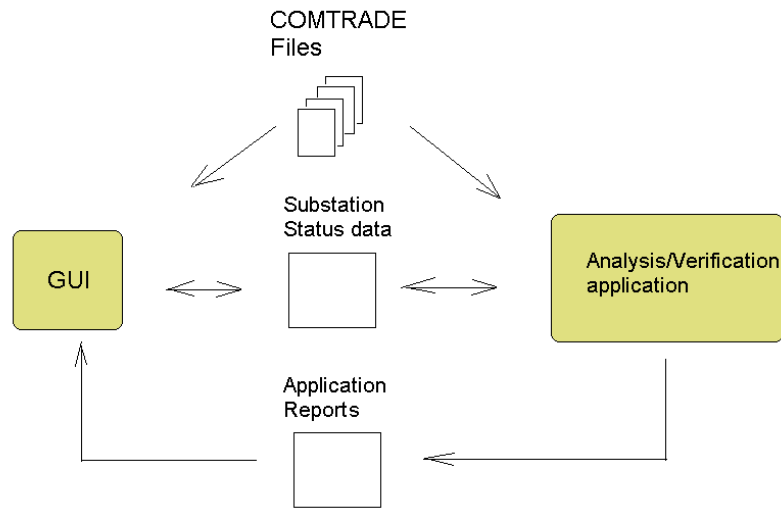 COMTRADE
Files
Substation
Status data
GUI
Analysis/Verification
application
Application
Reports